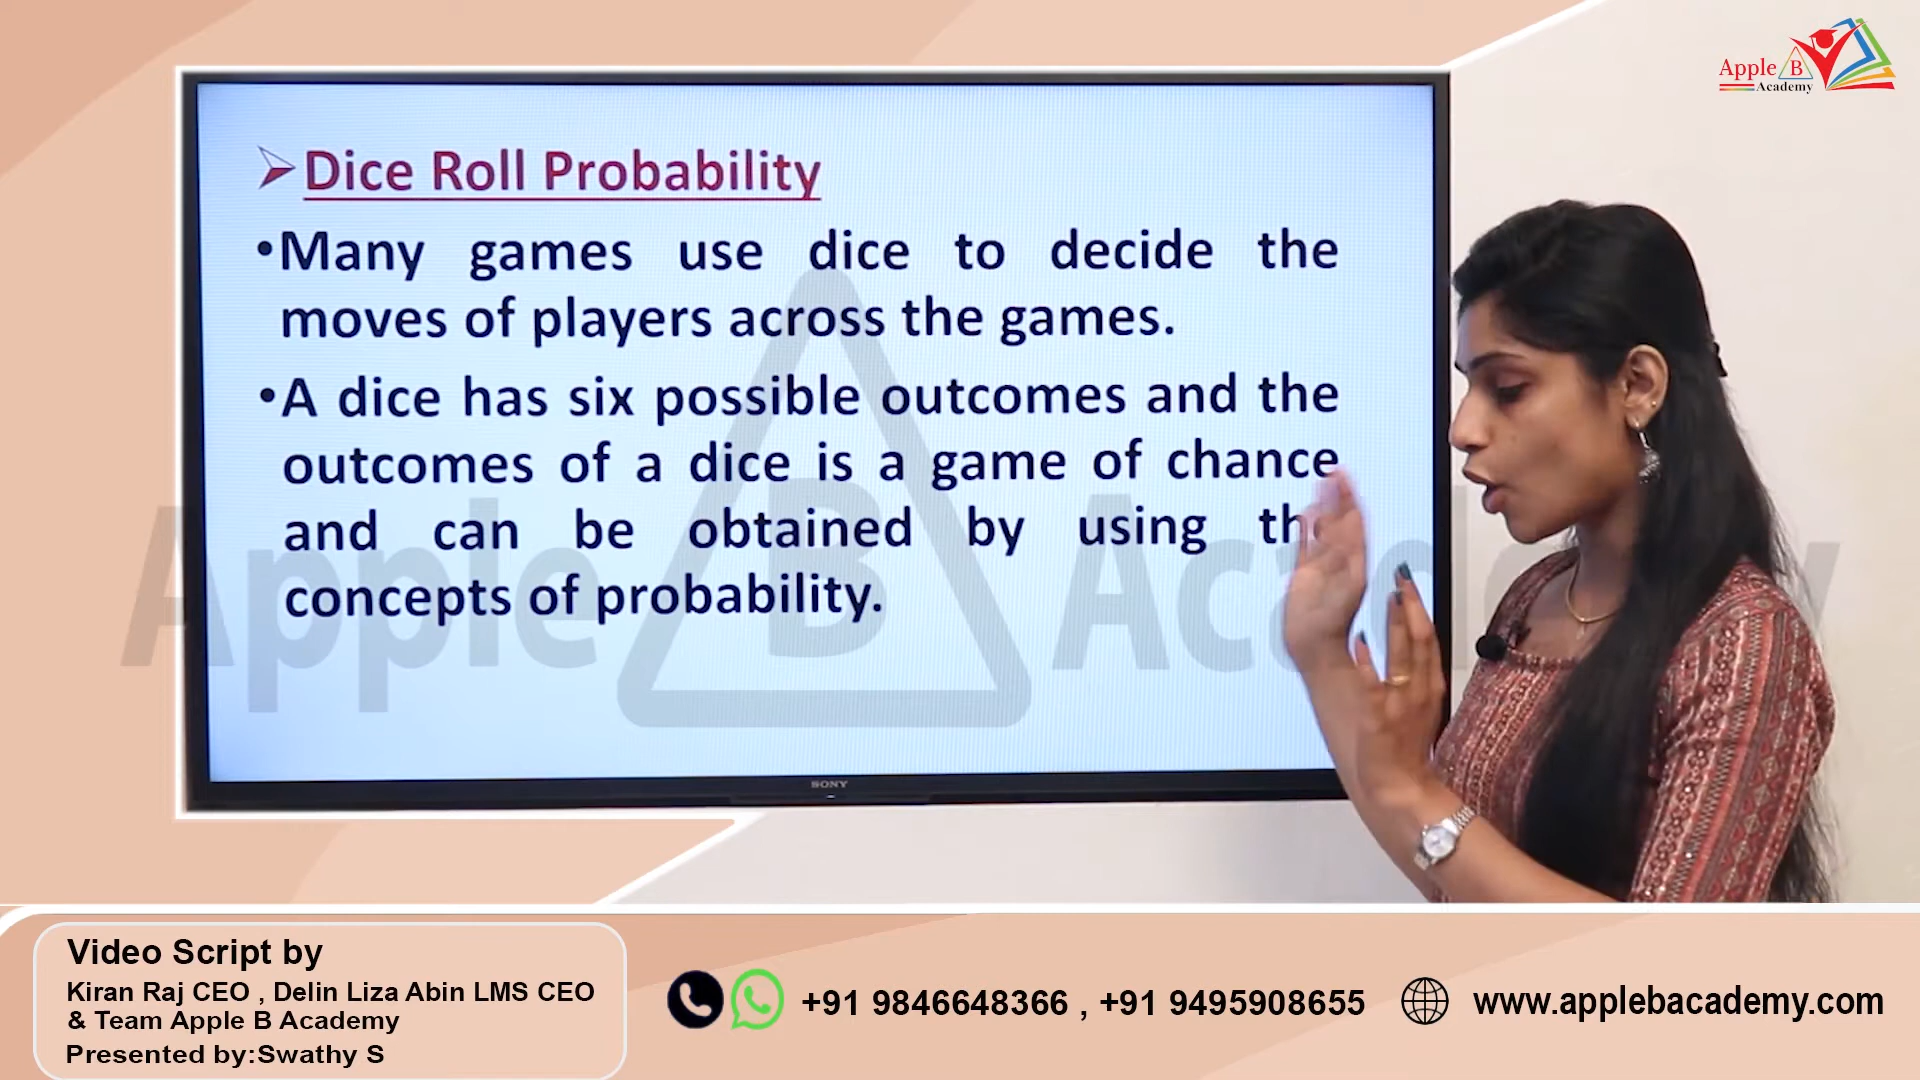 Apple B
Academy
➢Dice Roll Probability
•Many games use dice to decide the
moves of players across the games.
•A dice has six possible outcomes and the
outcomes of a dice is a game of chance
and can be obtained by using the
concepts of probability.
Apple B Academy
SONY
Video Script by
Kiran Raj CEO , Delin Liza Abin LMS CEO
& Team Apple B Academy
Presented by:Swathy S
+91 9846648366 , +91 9495908655
www.applebacademy.com